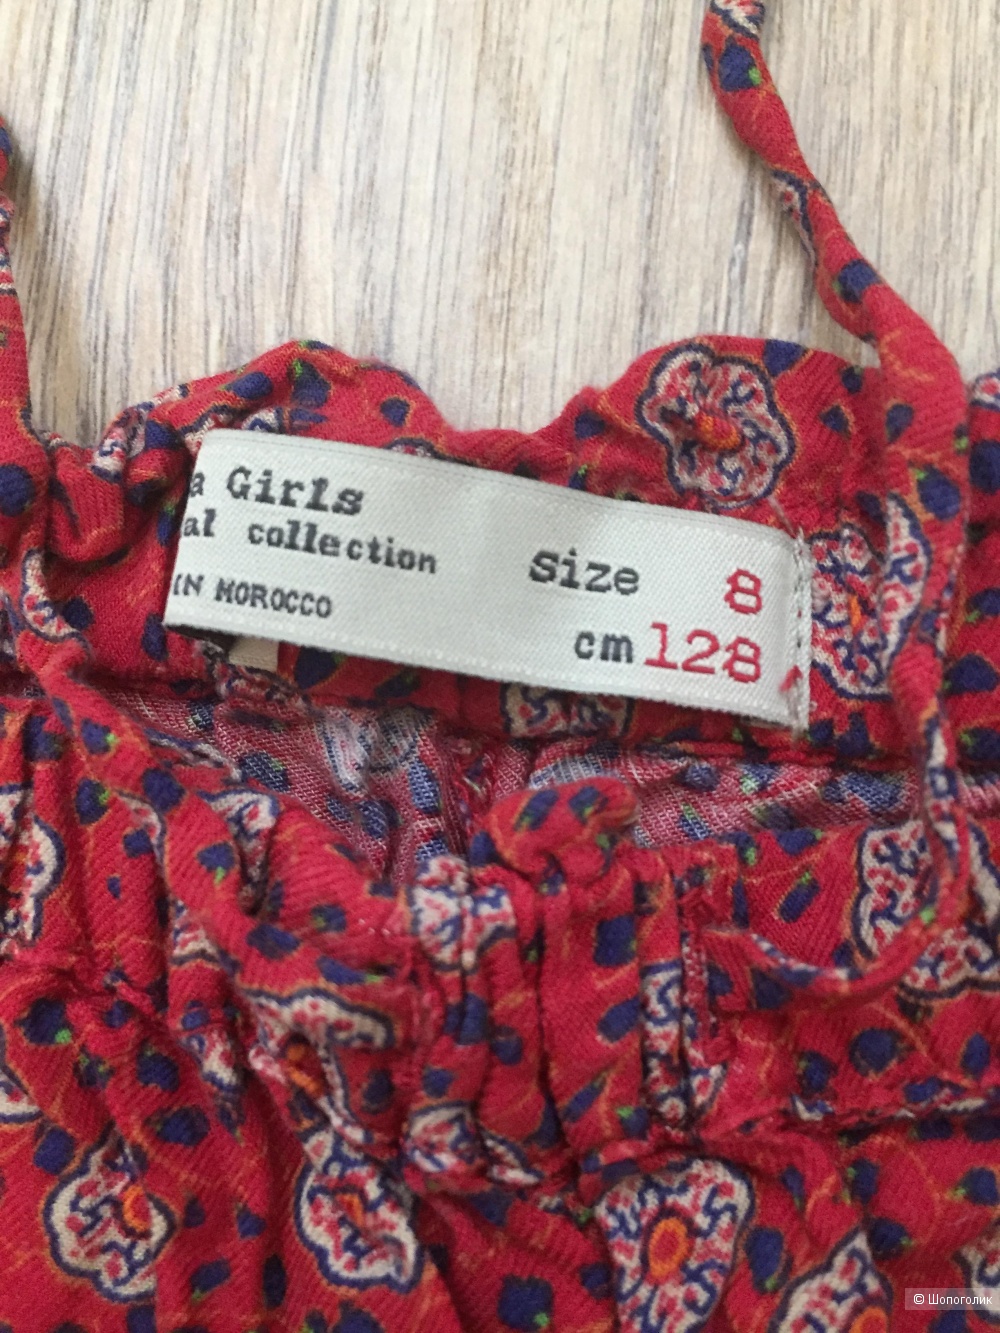 a Girls
al collection
IN MOROCCO
Size 8
cm 128
© Шопоголик